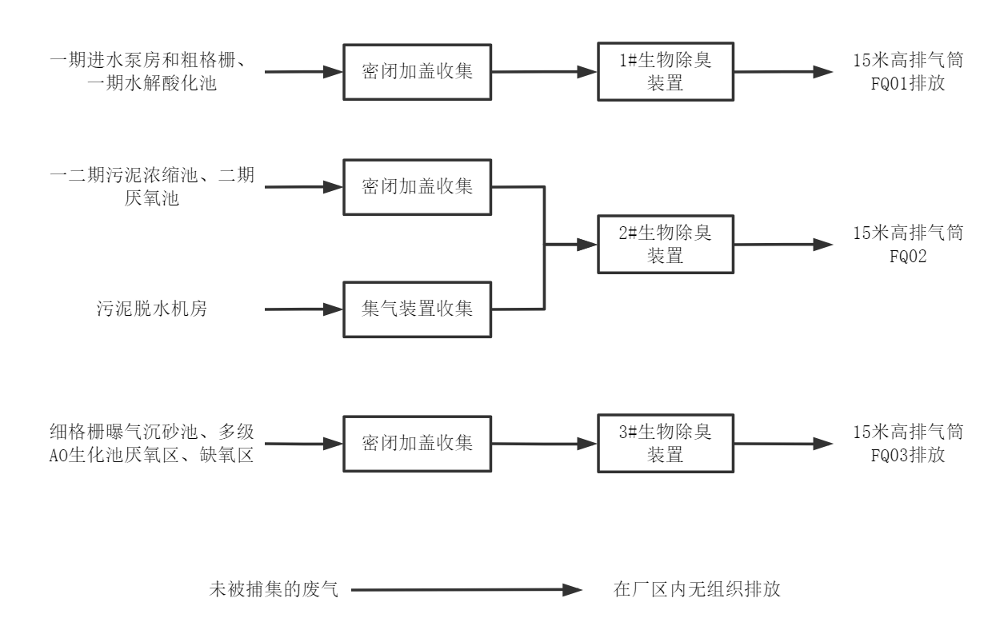 一期进水泵房和粗格栅、
一期水解酸化池
密闭加盖收集
1#生物除臭
装置
15米高排气筒
FQ01排放
一二期污泥浓缩池、二期
厌氧池
密闭加盖收集
2#生物除臭
装置
15米高排气筒
FQ02
污泥脱水机房
集气装置收集
细格栅曝气沉砂池、多级
AO生化池厌氧区、缺氧区
密闭加盖收集
3#生物除臭
装置
15米高排气筒
FQ03排放
未被捕集的废气
在厂区内无组织排放